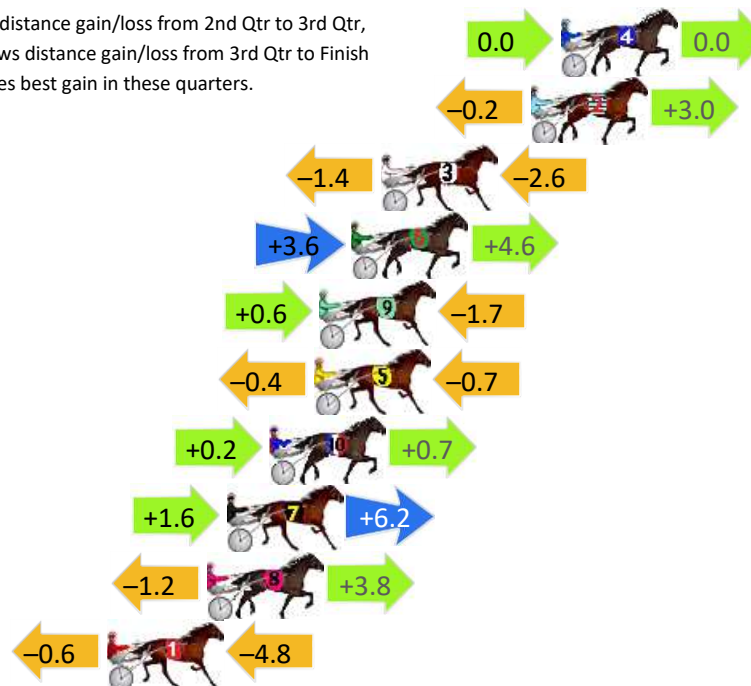 distance gain/loss from 2nd Qtr to 3rd Qtr,
ws distance gain/loss from 3rd Qtr to Finish
es best gain in these quarters.
0.0 4 0.0
–0.2 +3.0
–1.4 3 –2.6
+3.6 +4.6
+0.6 9 –1.7
–0.4 5 –0.7
+0.2 10 +0.7
+1.6 7 +6.2
–1.2 8 +3.8
–0.6 1 –4.8